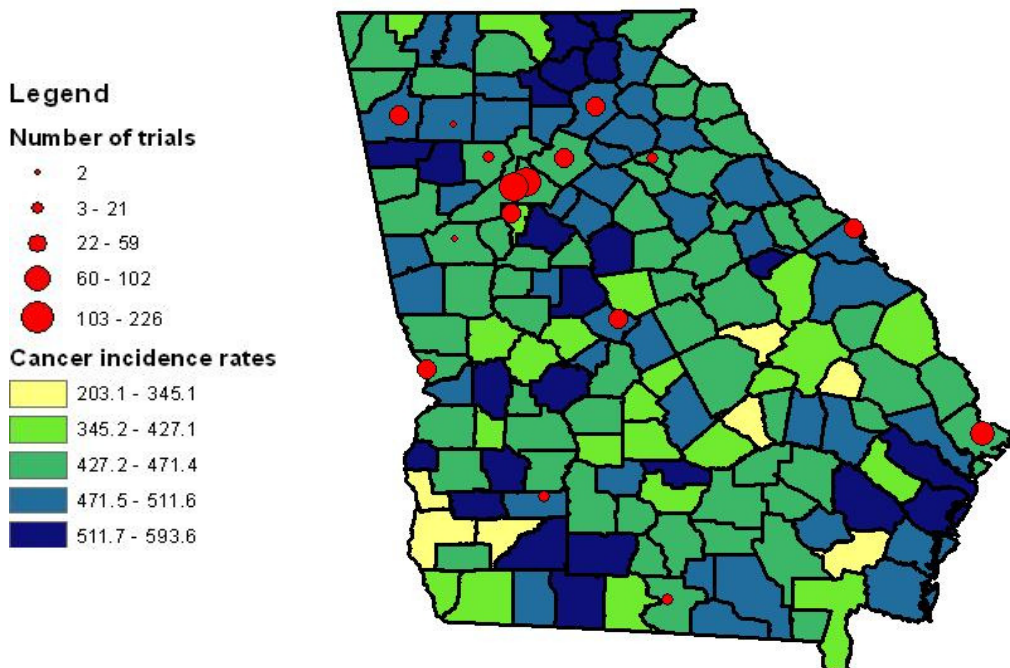 Legend
Number of trials
2
3 - 21
22 - 59
60 - 102
103 - 226
Cancer incidence rates
203.1 - 345.1
345.2 - 427.1
427.2 - 471.4
471.5 - 511.6
511.7 - 593.6